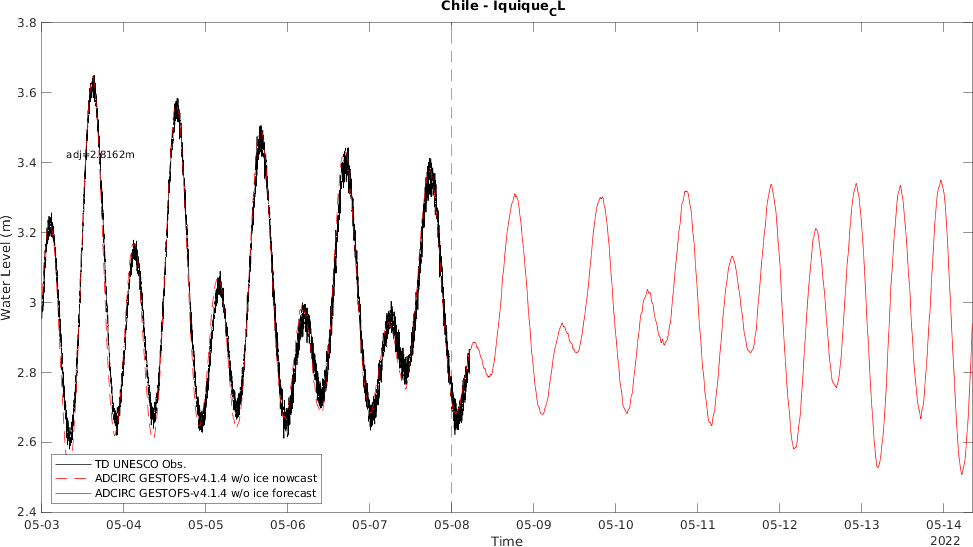 Chile - Iquique_CL
3.8
3.6
3.4
3.2
3
2.8
2.6
2.4
Water Level (m)
adj=2.8162m
TD UNESCO Obs.
ADCIRC GESTOFS-v4.1.4 w/o ice nowcast
ADCIRC GESTOFS-v4.1.4 w/o ice forecast
05-03 05-04 05-05 05-06 05-07 05-08 05-09 05-10 05-11 05-12 05-13 05-14
Time
2022